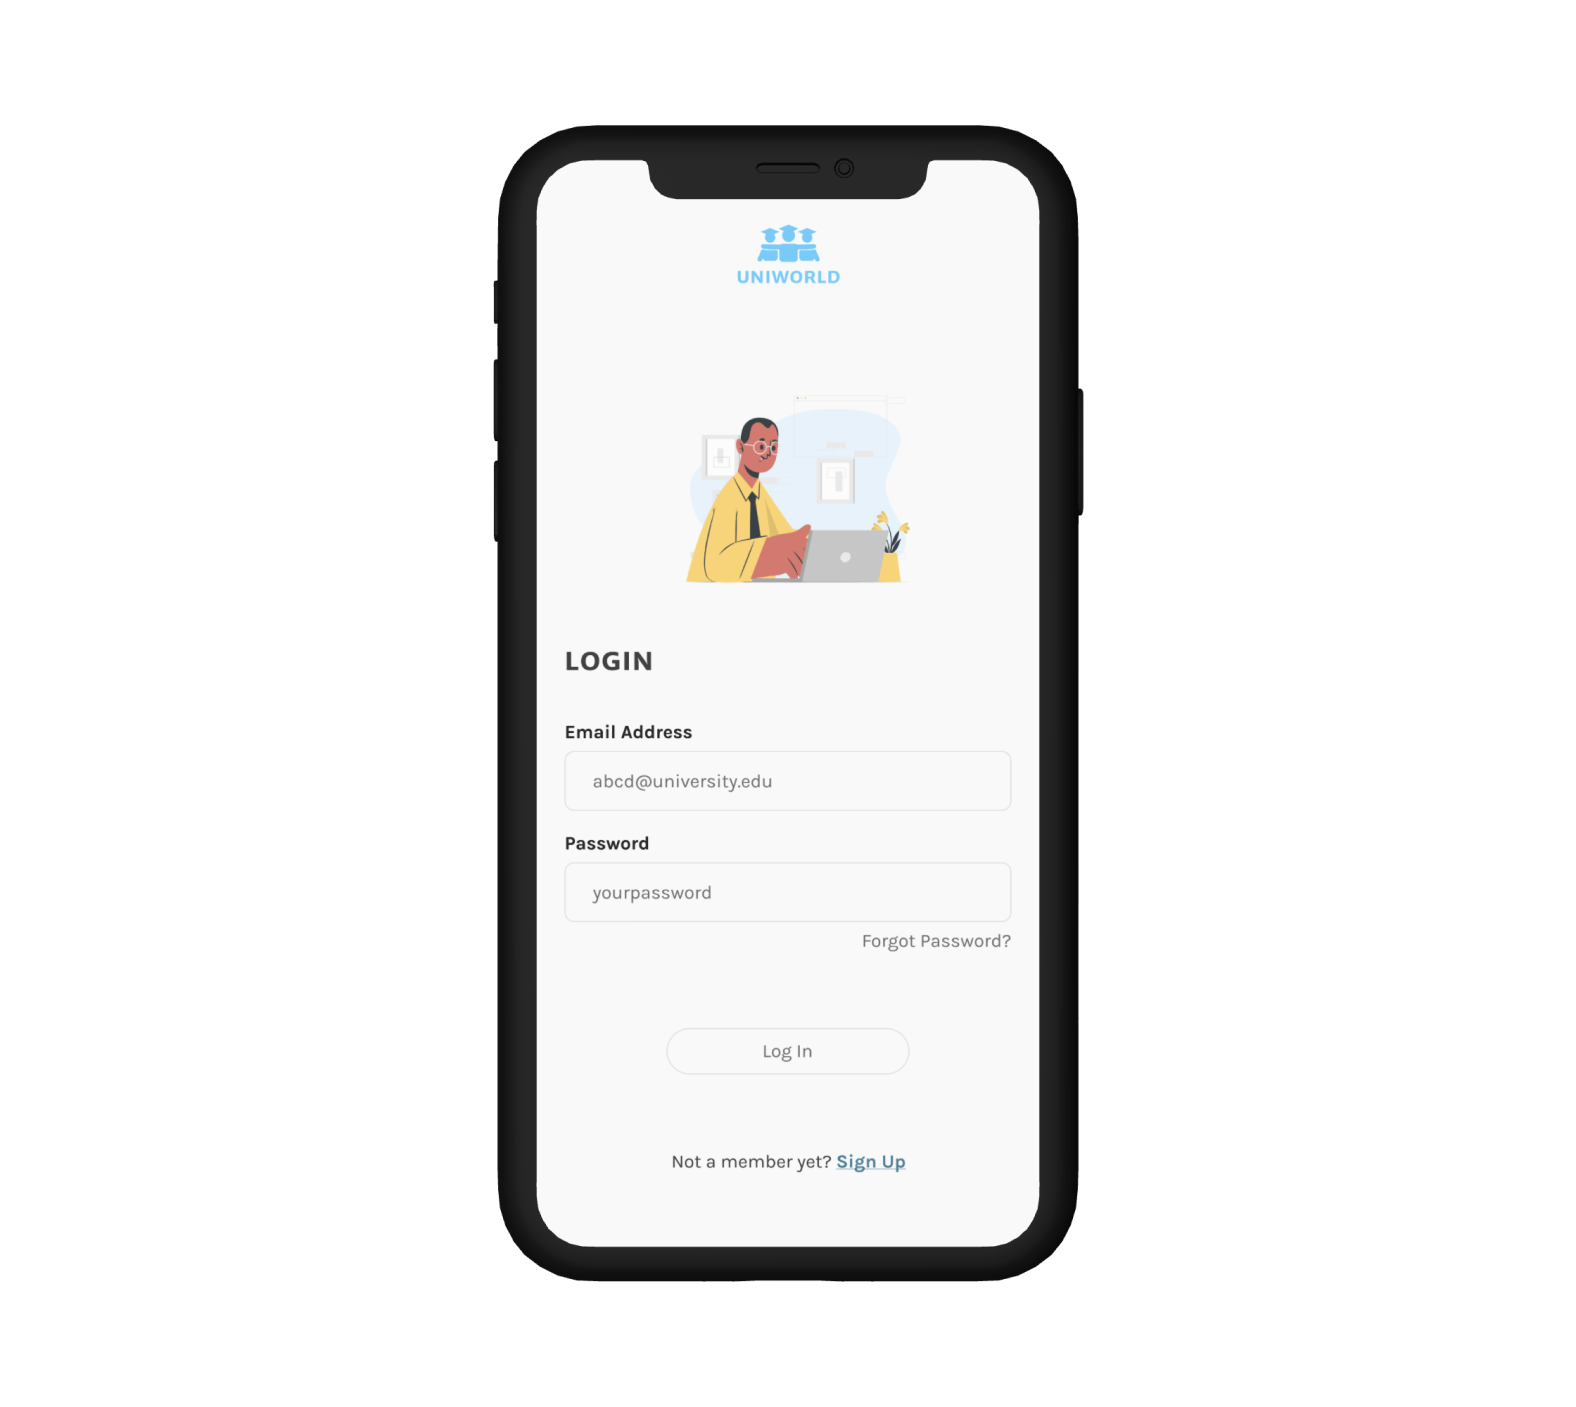 UNIWORLD
LOGIN
Email Address
abcd@university.edu
Password
yourpassword
Forgot Password?
Log In
Not a member yet? Sign Up